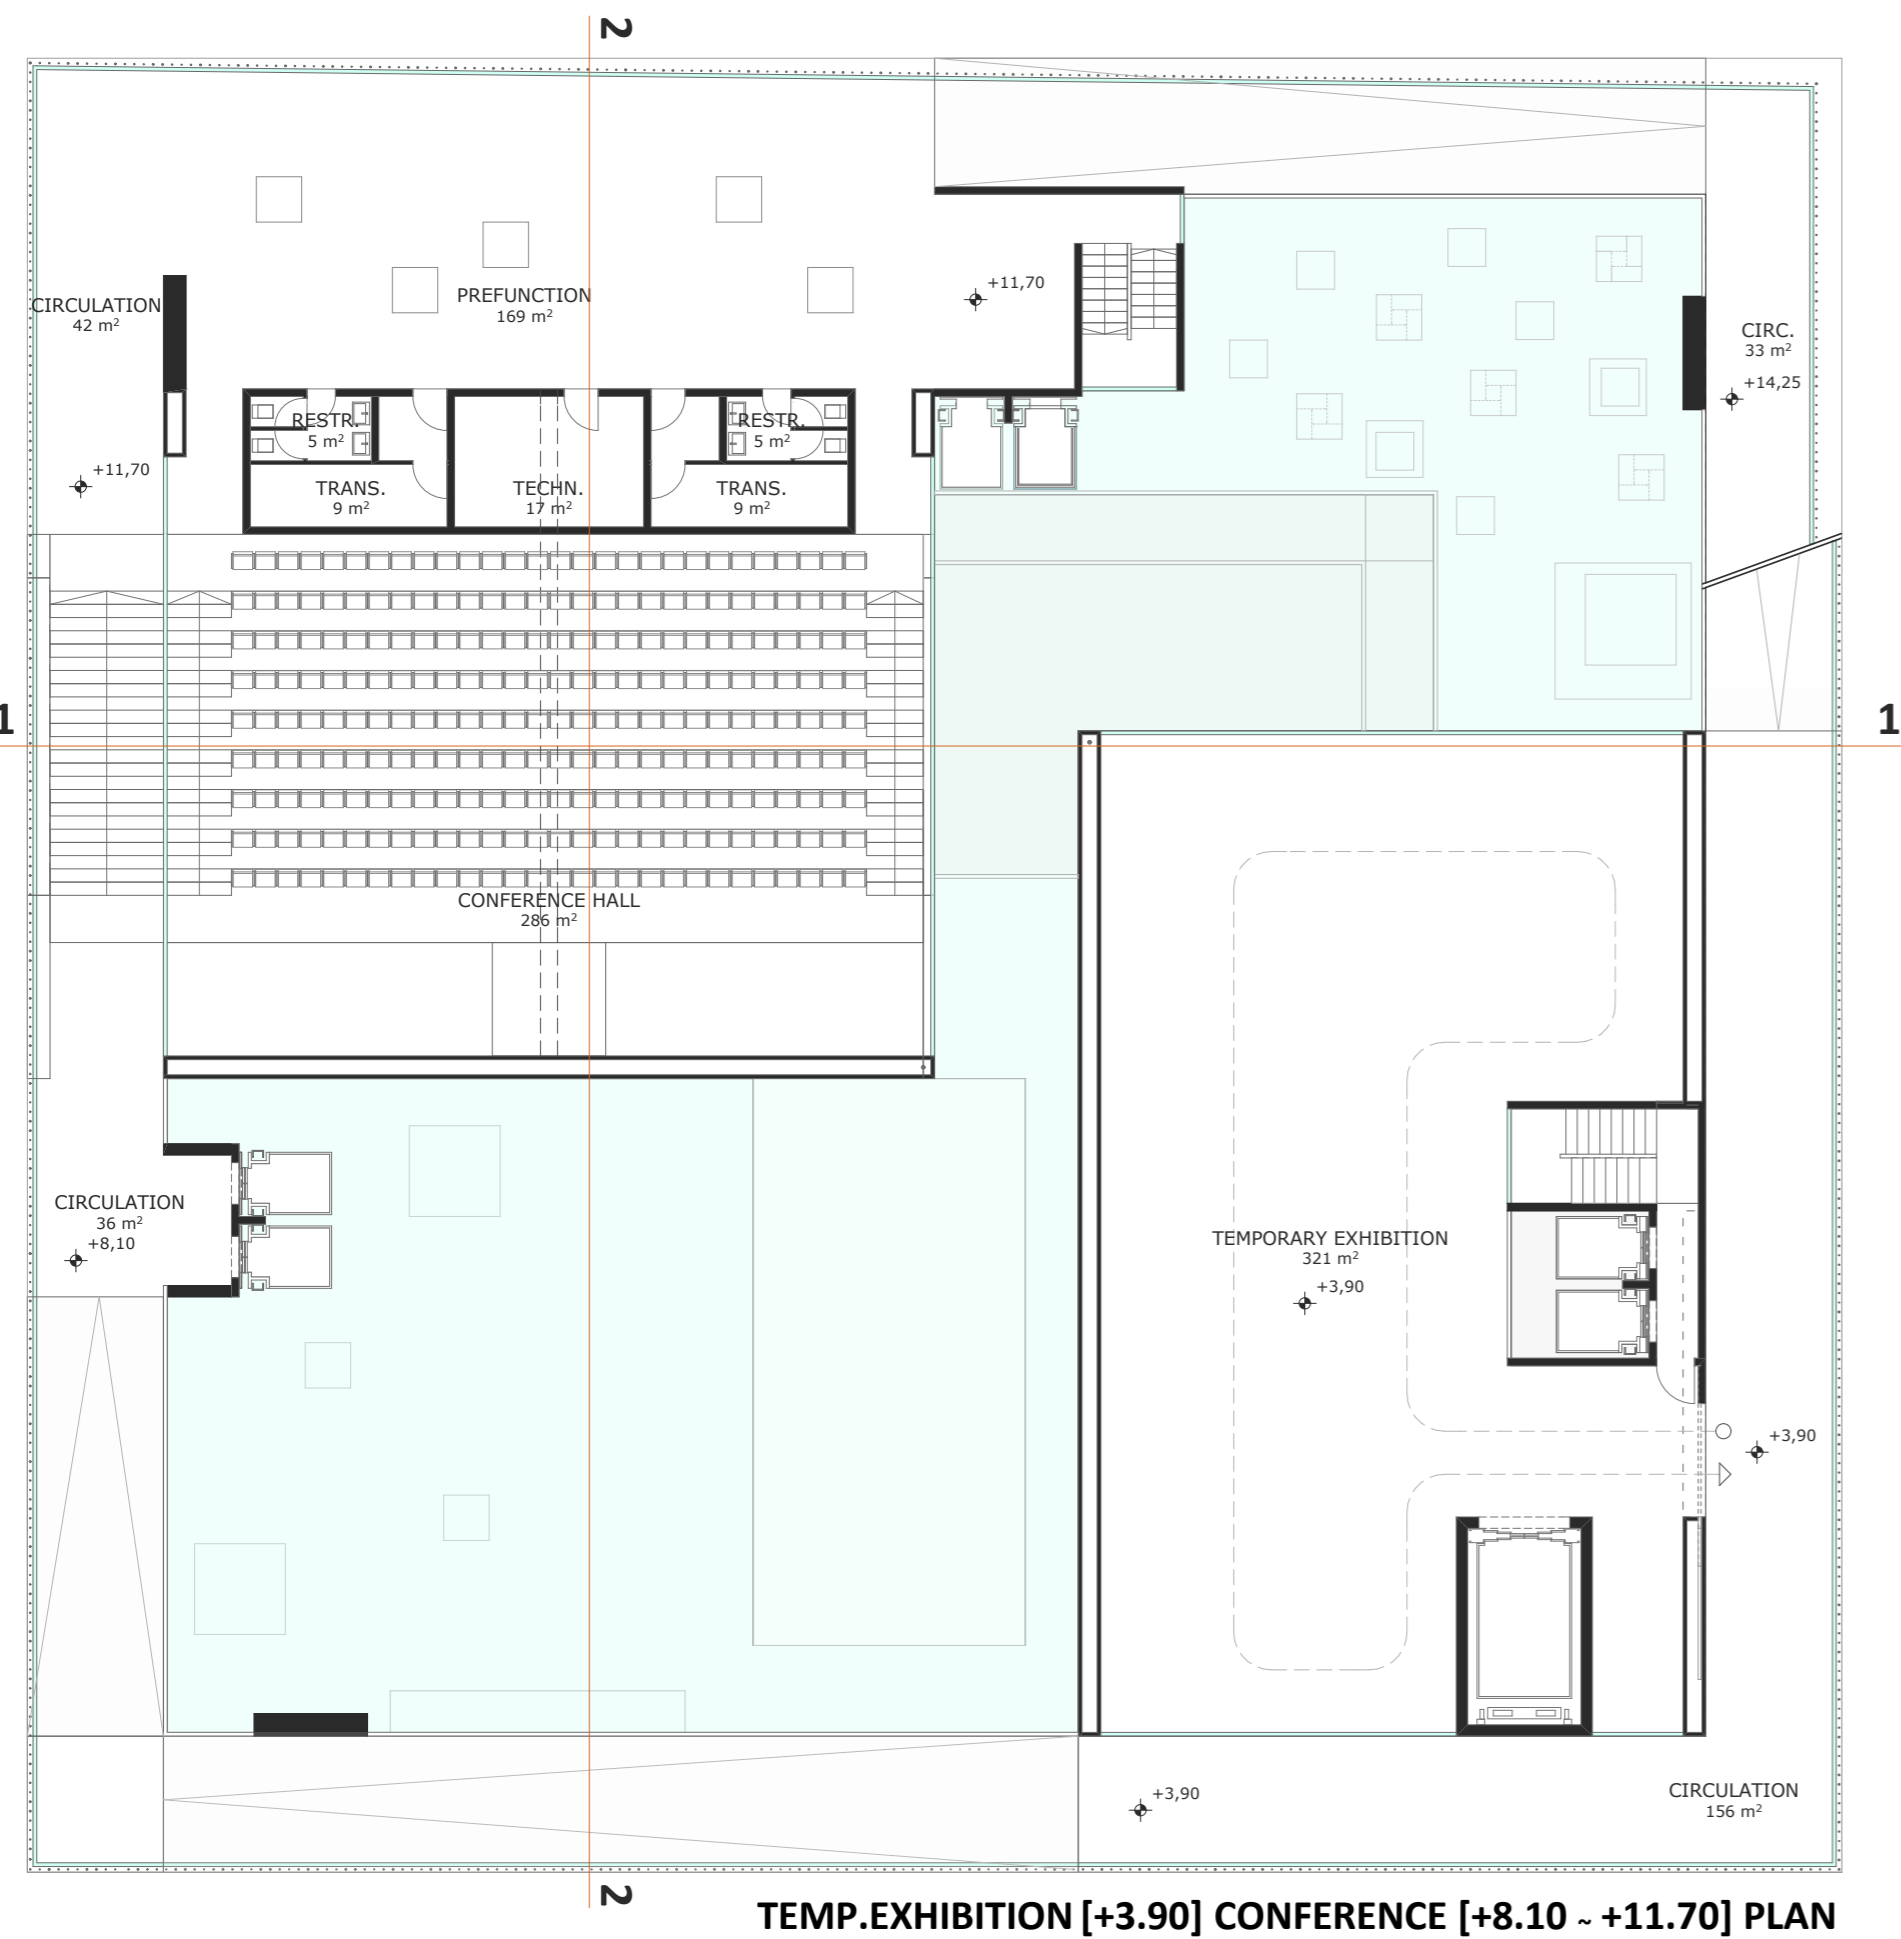 2
CIRCULATION
42 m²
PREFUNCTION
169 m²
+11,70
CIRC.
33 m²
+14,25
RESTR.
5 m²
RESTR.
5 m²
+11,70
TRANS.
9 m²
TECHN.
17 m²
TRANS.
9 m²
1
1
CONFERENCE HALL
286 m²
CIRCULATION
36 m²
+8,10
TEMPORARY EXHIBITION
321 m²
+3,90
+3,90
+3,90
CIRCULATION
156 m²
2
TEMP.EXHIBITION [+3.90] CONFERENCE [+8.10 ~ +11.70] PLAN